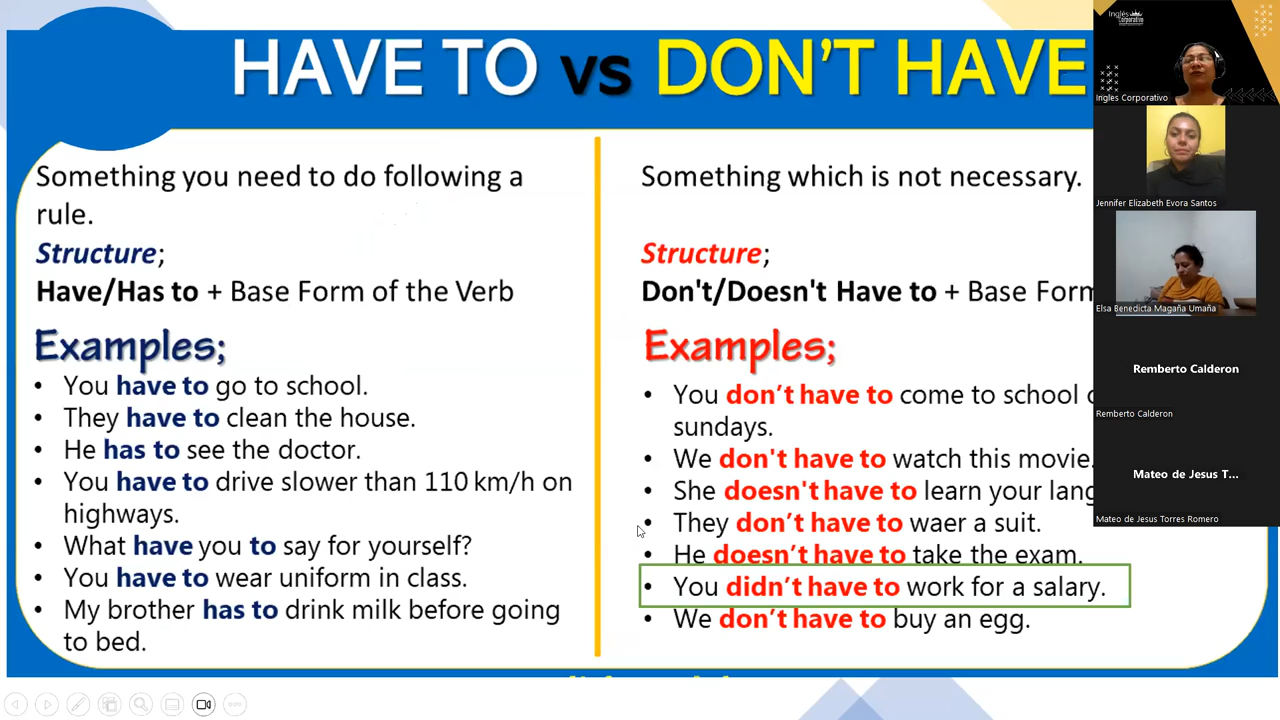 HAVE TO vs DON'T HAVE
Something you need to do following a
rule.
Structure;
Have/Has to + Base Form of the Verb
Examples;
• You have to go to school.
• They have to clean the house.
• He has to see the doctor.
• You have to drive slower than 110 km/h on
highways.
• What have you to say for yourself?
• You have to wear uniform in class.
• My brother has to drink milk before going
to bed.
Something which is not necessary.
Structure;
Don't/Doesn't Have to + Base Form
Examples;
• You don't have to come to school
sundays.
• We don't have to watch this movie.
• She doesn't have to learn your
• They don't have to waer a suit.
• He doesn't have to take the exam.
• You didn't have to work for a salary.
• We don't have to buy an egg.
Inglés
Corporativo
Ingles Corporativo
Jennifer Elizabeth Evora Santos
Elsa Benedicta Magaña Umaña
Remberto Calderon
Remberto Calderon
Mateo de Jesus T...
Mateo de Jesus Torres Romero